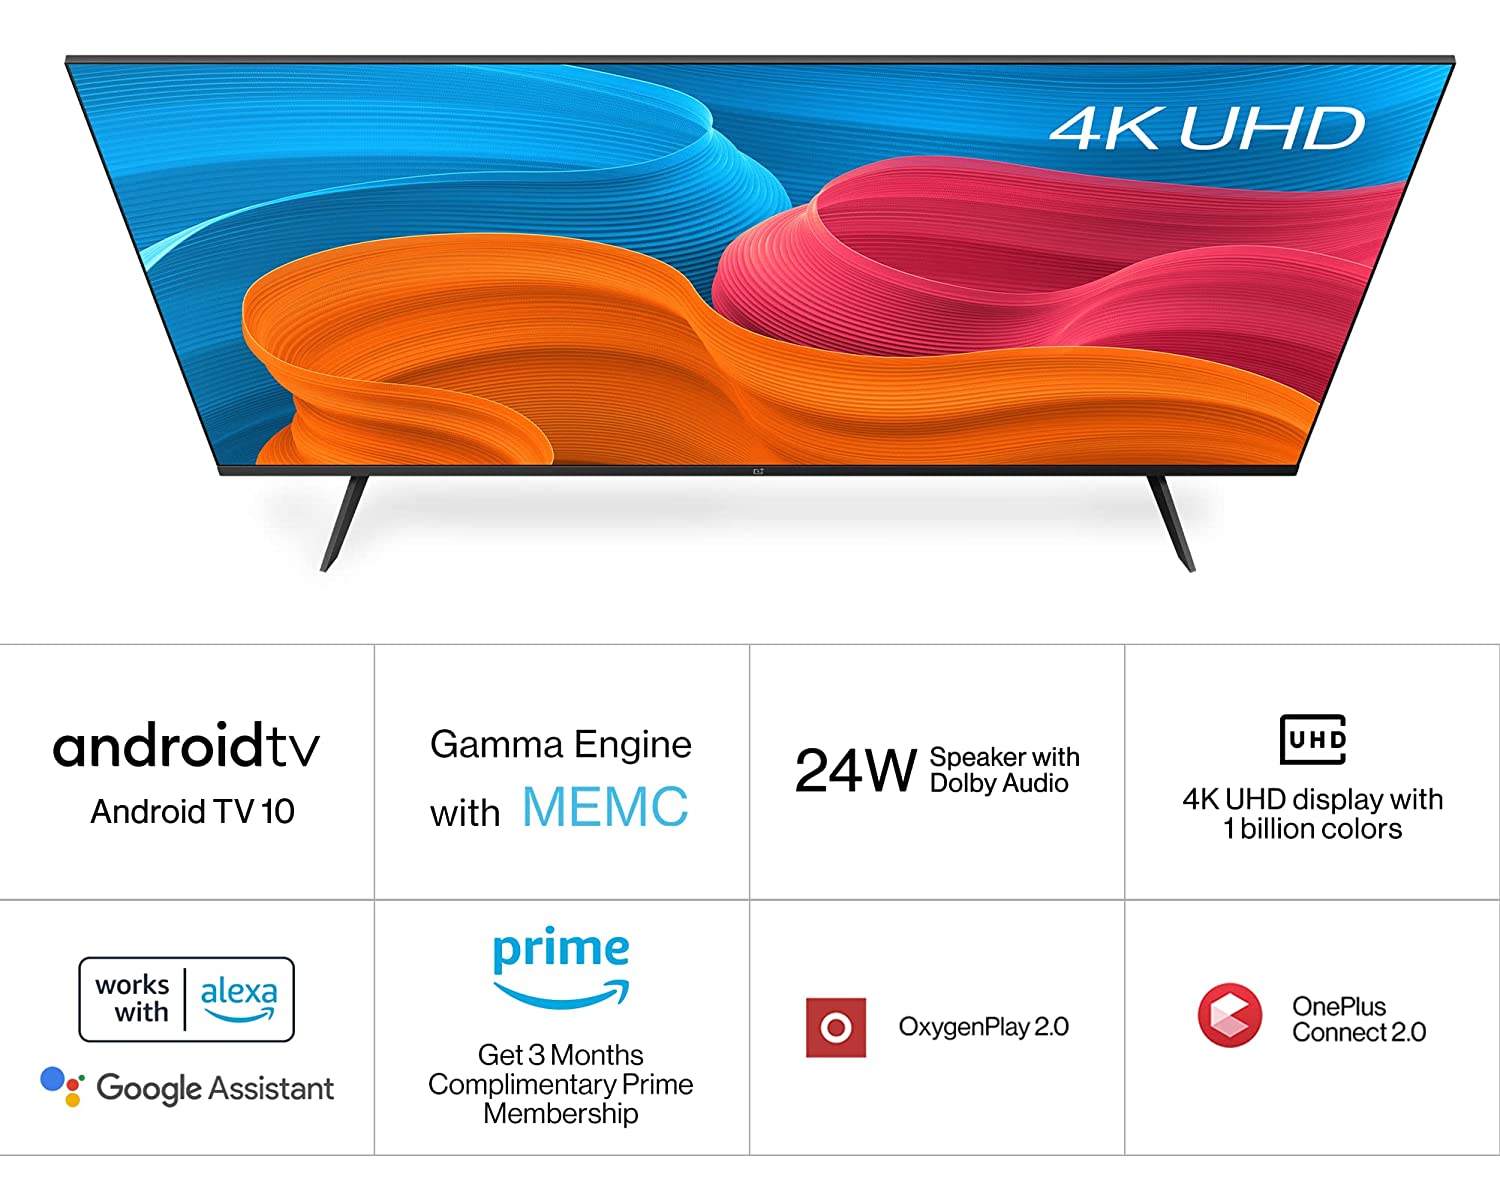 4K UHD
androidtv
Android TV 10
Gamma Engine
with MEMC
24W Speaker with
Dolby Audio
UHD
4K UHD display with
1 billion colors
works
with
alexa
Google Assistant
prime
Get 3 Months
Complimentary Prime
Membership
OxygenPlay 2.0
OnePlus
Connect 2.0